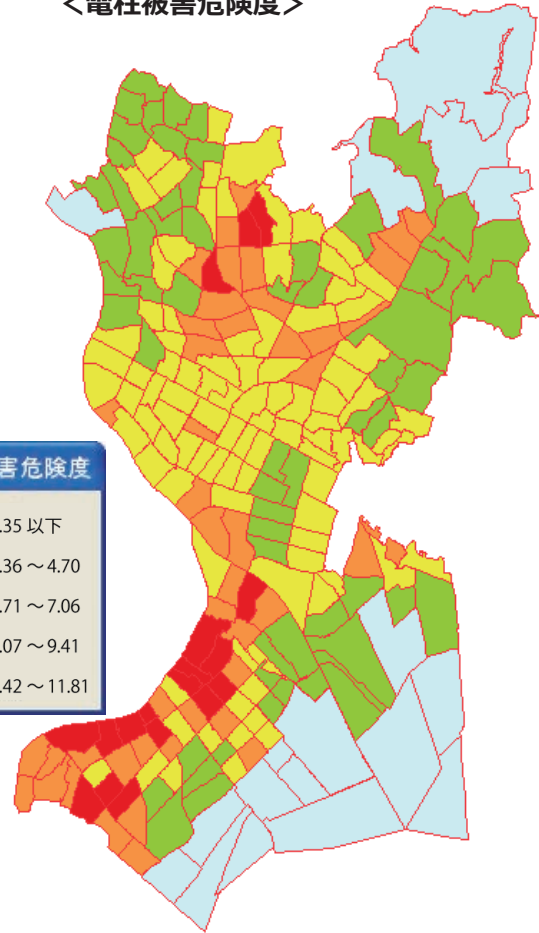 ＜電柱被害危険度＞
害危険度
.35 以下
.36 ～ 4.70
.71 ～ 7.06
.07 ～ 9.41
.42 ～ 11.81